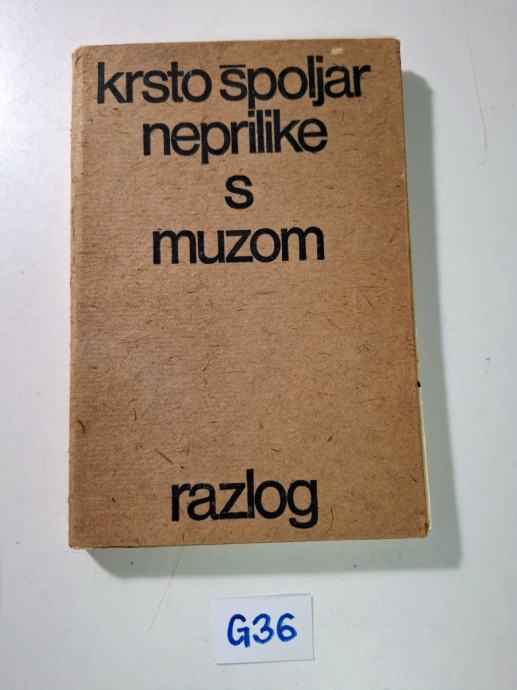 krsto špoljar
neprilike
s
muzom
razlog
G36